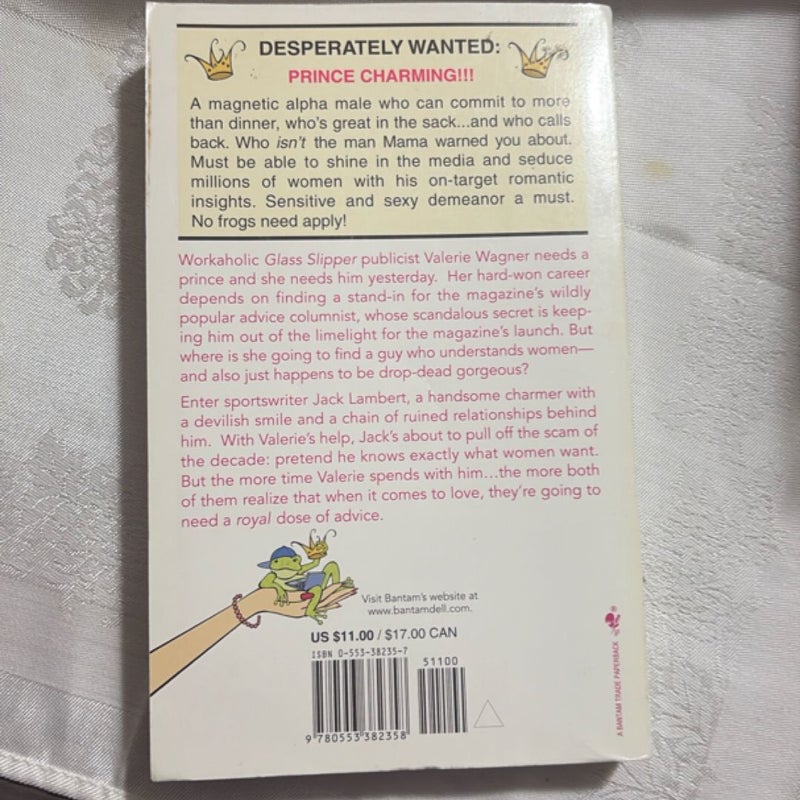 DESPERATELY WANTED:
PRINCE CHARMING!!!
A magnetic alpha male who can commit to more
than dinner, who's great in the sack...and who calls
back. Who isn't the man Mama warned you about.
Must be able to shine in the media and seduce
millions of women with his on-target romantic
insights. Sensitive and sexy demeanor a must.
No frogs need apply!
Workaholic Glass Slipper publicist Valerie Wagner needs a
prince and she needs him yesterday. Her hard-won career
depends on finding a stand-in for the magazine's wildly
popular advice columnist, whose scandalous secret is keep-
ing him out of the limelight for the magazine's launch. But
where is she going to find a guy who understands women—
and also just happens to be drop-dead gorgeous?
Enter sportswriter Jack Lambert, a handsome charmer with
a devilish smile and a chain of ruined relationships behind
him. With Valerie's help, Jack's about to pull off the scam of
the decade: pretend he knows exactly what women want.
But the more time Valerie spends with him...the more both
of them realize that when it comes to love, they're going to
need a royal dose of advice.
Visit Bantam's website at
www.bantamdell.com.
US $11.00 / $17.00 CAN
ISBN 0-553-38235-7
51100
9 780553 382358
A BANTAM TRADE PAPERBACK